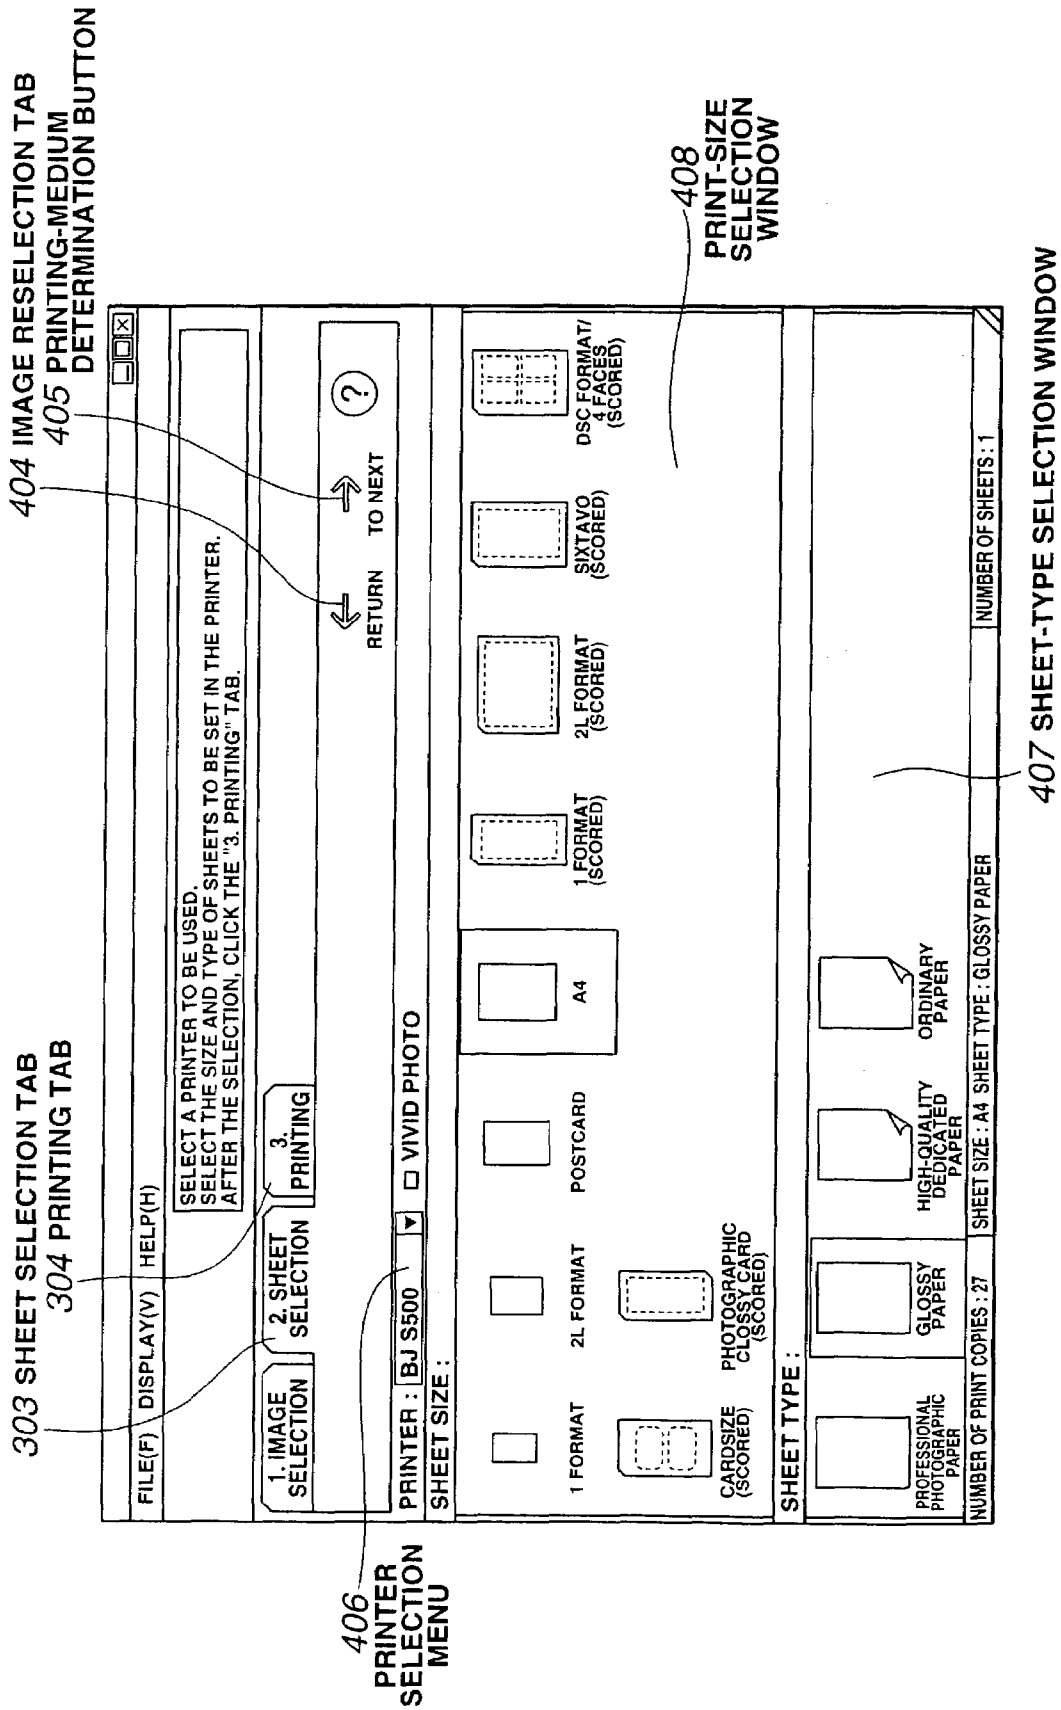 303 SHEET SELECTION TAB
304 PRINTING TAB
404 IMAGE RESELECTION TAB
405 PRINTING-MEDIUM
DETERMINATION BUTTON
FILE(F) DISPLAY(V) HELP(H)
SELECT A PRINTER TO BE USED.
SELECT THE SIZE AND TYPE OF SHEETS TO BE SET IN THE PRINTER.
AFTER THE SELECTION, CLICK THE "3. PRINTING" TAB.
1. IMAGE
SELECTION
2. SHEET
SELECTION
3.
PRINTING
RETURN
TO NEXT
?
406
PRINTER
SELECTION
MENU
PRINTER : BJ S500 ▼ □ VIVID PHOTO
SHEET SIZE :
1 FORMAT
2L FORMAT
POSTCARD
A4
1 FORMAT
(SCORED)
2L FORMAT
(SCORED)
SIXTAVO
(SCORED)
DSC FORMAT/
4 FACES
(SCORED)
CARDSIZE
(SCORED)
PHOTOGRAPHIC
CLOSSY CARD
(SCORED)
408
PRINT-SIZE
SELECTION
WINDOW
SHEET TYPE :
PROFESSIONAL
PHOTOGRAPHIC
PAPER
GLOSSY
PAPER
HIGH-QUALITY
DEDICATED
PAPER
ORDINARY
PAPER
NUMBER OF PRINT COPIES : 27
SHEET SIZE : A4 SHEET TYPE : GLOSSY PAPER
NUMBER OF SHEETS : 1
407 SHEET-TYPE SELECTION WINDOW